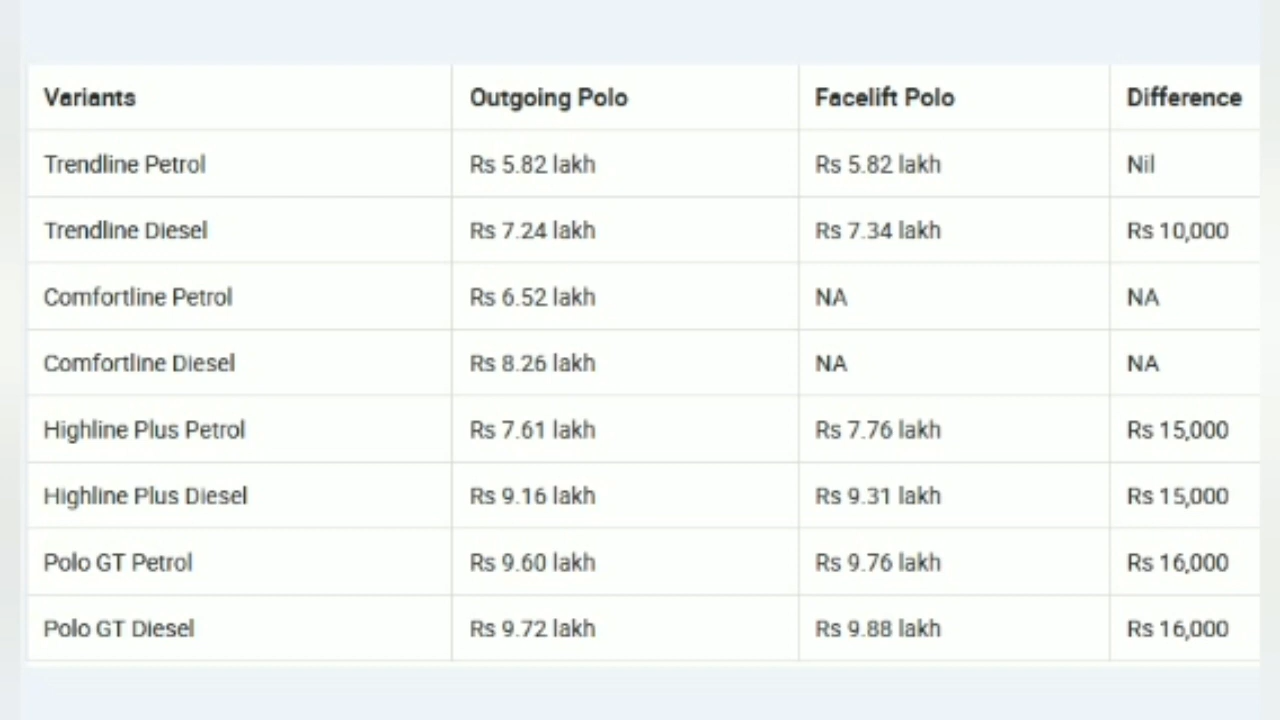 Variants Outgoing Polo Facelift Polo Difference
Trendline Petrol Rs 5.82 lakh Rs 5.82 lakh Nil
Trendline Diesel Rs 7.24 lakh Rs 7.34 lakh Rs 10,000
Comfortline Petrol Rs 6.52 lakh NA NA
Comfortline Diesel Rs 8.26 lakh NA NA
Highline Plus Petrol Rs 7.61 lakh Rs 7.76 lakh Rs 15,000
Highline Plus Diesel Rs 9.16 lakh Rs 9.31 lakh Rs 15,000
Polo GT Petrol Rs 9.60 lakh Rs 9.76 lakh Rs 16,000
Polo GT Diesel Rs 9.72 lakh Rs 9.88 lakh Rs 16,000